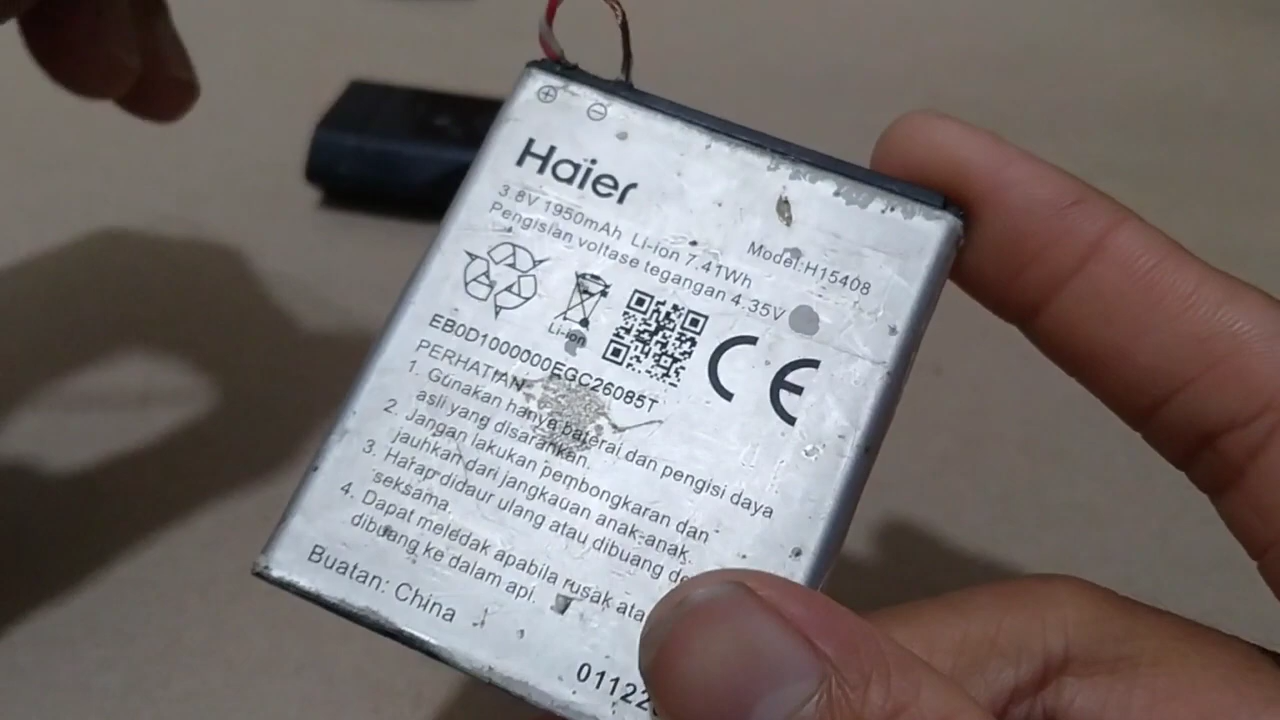 Haier
3.8V 1950mAh Li-ion 7.41Wh
Model:H15408
Pengisian voltase tegangan 4.35V
Li-ion
CE
EB0D1000000EGC26085T
PERHATIAN
1. Gunakan hanya baterai dan pengisi daya
asli yang disarankan.
2. Jangan lakukan pembongkaran dan
jauhkan dari jangkauan anak-anak.
3. Harap didaur ulang atau dibuang
seksama.
4. Dapat meledak apabila rusak
dibuang ke dalam api.
Buatan: China